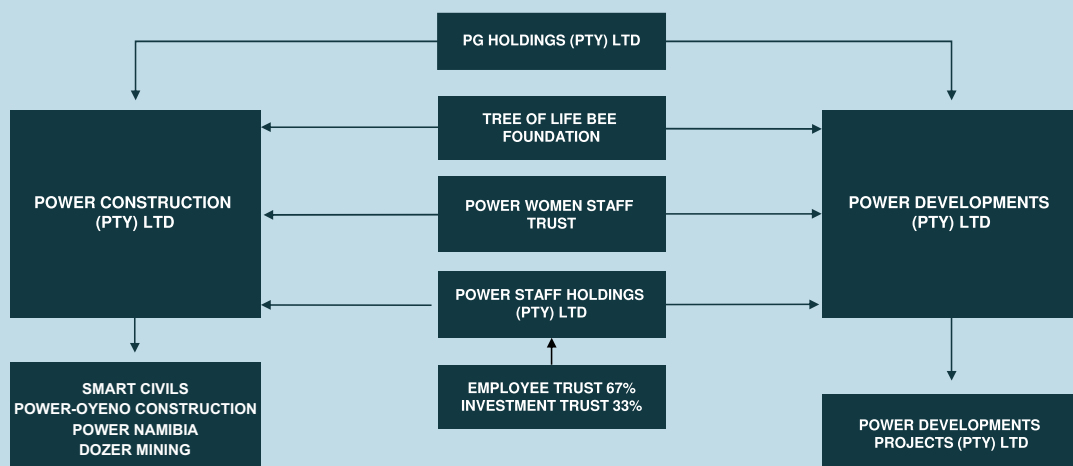 PG HOLDINGS (PTY) LTD
TREE OF LIFE BEE
FOUNDATION
POWER CONSTRUCTION
(PTY) LTD
POWER WOMEN STAFF
TRUST
POWER DEVELOPMENTS
(PTY) LTD
POWER STAFF HOLDINGS
(PTY) LTD
SMART CIVILS
POWER-OYENO CONSTRUCTION
POWER NAMIBIA
DOZER MINING
EMPLOYEE TRUST 67%
INVESTMENT TRUST 33%
POWER DEVELOPMENTS
PROJECTS (PTY) LTD